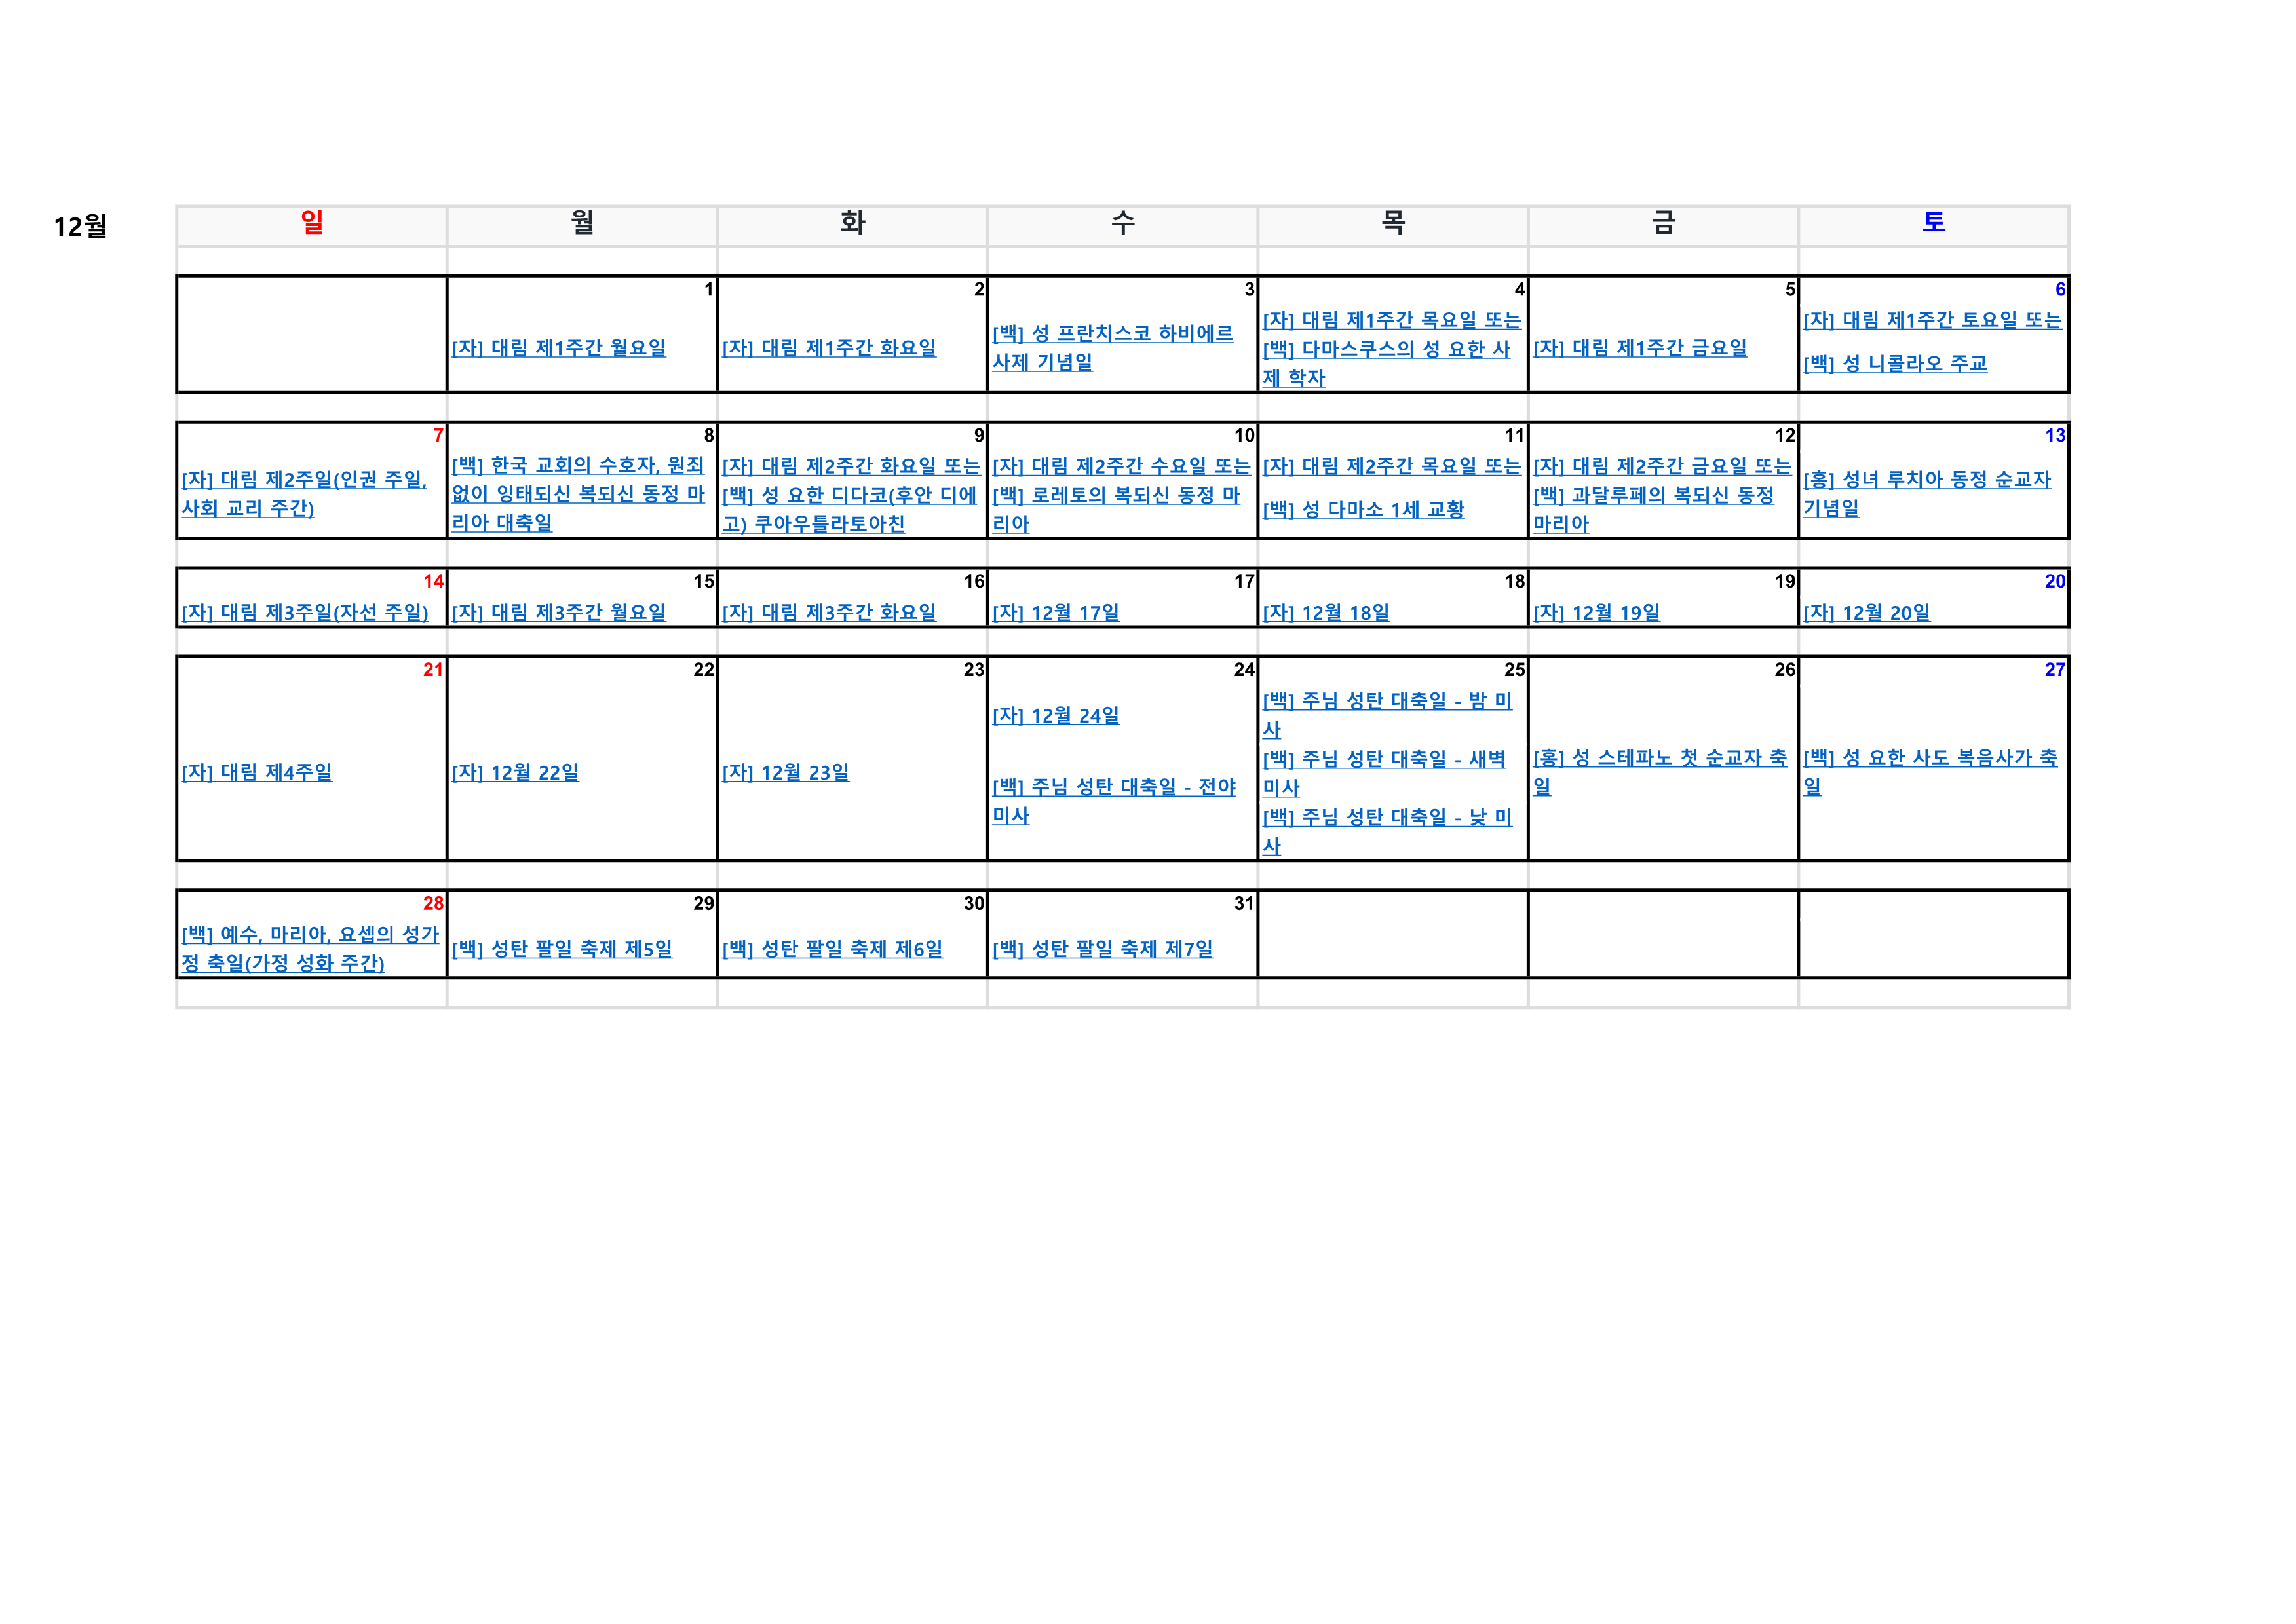 12월
일 월 화 수 목 금 토
1 2 3 4 5 6
[자] 대림 제1주간 월요일
[자] 대림 제1주간 화요일
[백] 성 프란치스코 하비에르
사제 기념일
[자] 대림 제1주간 목요일 또는
[백] 다마스쿠스의 성 요한 사
제 학자
[자] 대림 제1주간 금요일
[자] 대림 제1주간 토요일 또는
[백] 성 니콜라오 주교
7 8 9 10 11 12 13
[자] 대림 제2주일(인권 주일,
사회 교리 주간)
[백] 한국 교회의 수호자, 원죄
없이 잉태되신 복되신 동정 마
리아 대축일
[자] 대림 제2주간 화요일 또는
[백] 성 요한 디다코(후안 디에
고) 쿠아우틀라토아친
[자] 대림 제2주간 수요일 또는
[백] 로레토의 복되신 동정 마
리아
[자] 대림 제2주간 목요일 또는
[백] 성 다마소 1세 교황
[자] 대림 제2주간 금요일 또는
[백] 과달루페의 복되신 동정
마리아
[홍] 성녀 루치아 동정 순교자
기념일
14 15 16 17 18 19 20
[자] 대림 제3주일(자선 주일)
[자] 대림 제3주간 월요일
[자] 대림 제3주간 화요일
[자] 12월 17일
[자] 12월 18일
[자] 12월 19일
[자] 12월 20일
21 22 23 24 25 26 27
[자] 대림 제4주일
[자] 12월 22일
[자] 12월 23일
[자] 12월 24일
[백] 주님 성탄 대축일 - 전야
미사
[백] 주님 성탄 대축일 - 밤 미
사
[백] 주님 성탄 대축일 - 새벽
미사
[백] 주님 성탄 대축일 - 낮 미
사
[홍] 성 스테파노 첫 순교자 축
일
[백] 성 요한 사도 복음사가 축
일
28 29 30 31
[백] 예수, 마리아, 요셉의 성가
정 축일(가정 성화 주간)
[백] 성탄 팔일 축제 제5일
[백] 성탄 팔일 축제 제6일
[백] 성탄 팔일 축제 제7일